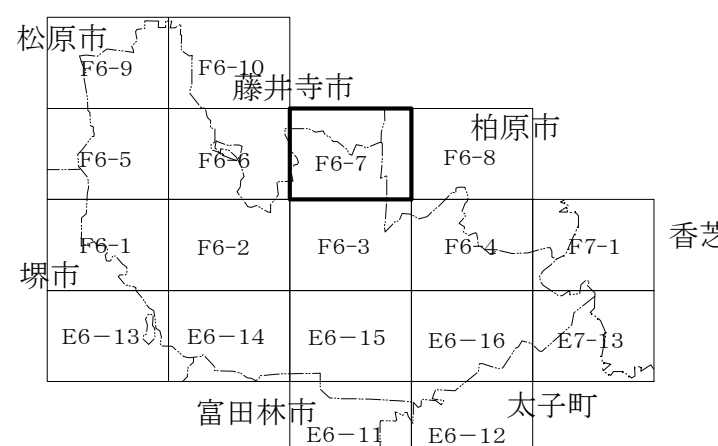 松原市
F6-9 F6-10
藤井寺市
柏原市
F6-5 F6-6 F6-7 F6-8
香芝
F6-1 F6-2 F6-3 F6-4 F7-1
堺市
E6-13 E6-14 E6-15 E6-16 E7-13
富田林市 太子町
E6-11 E6-12